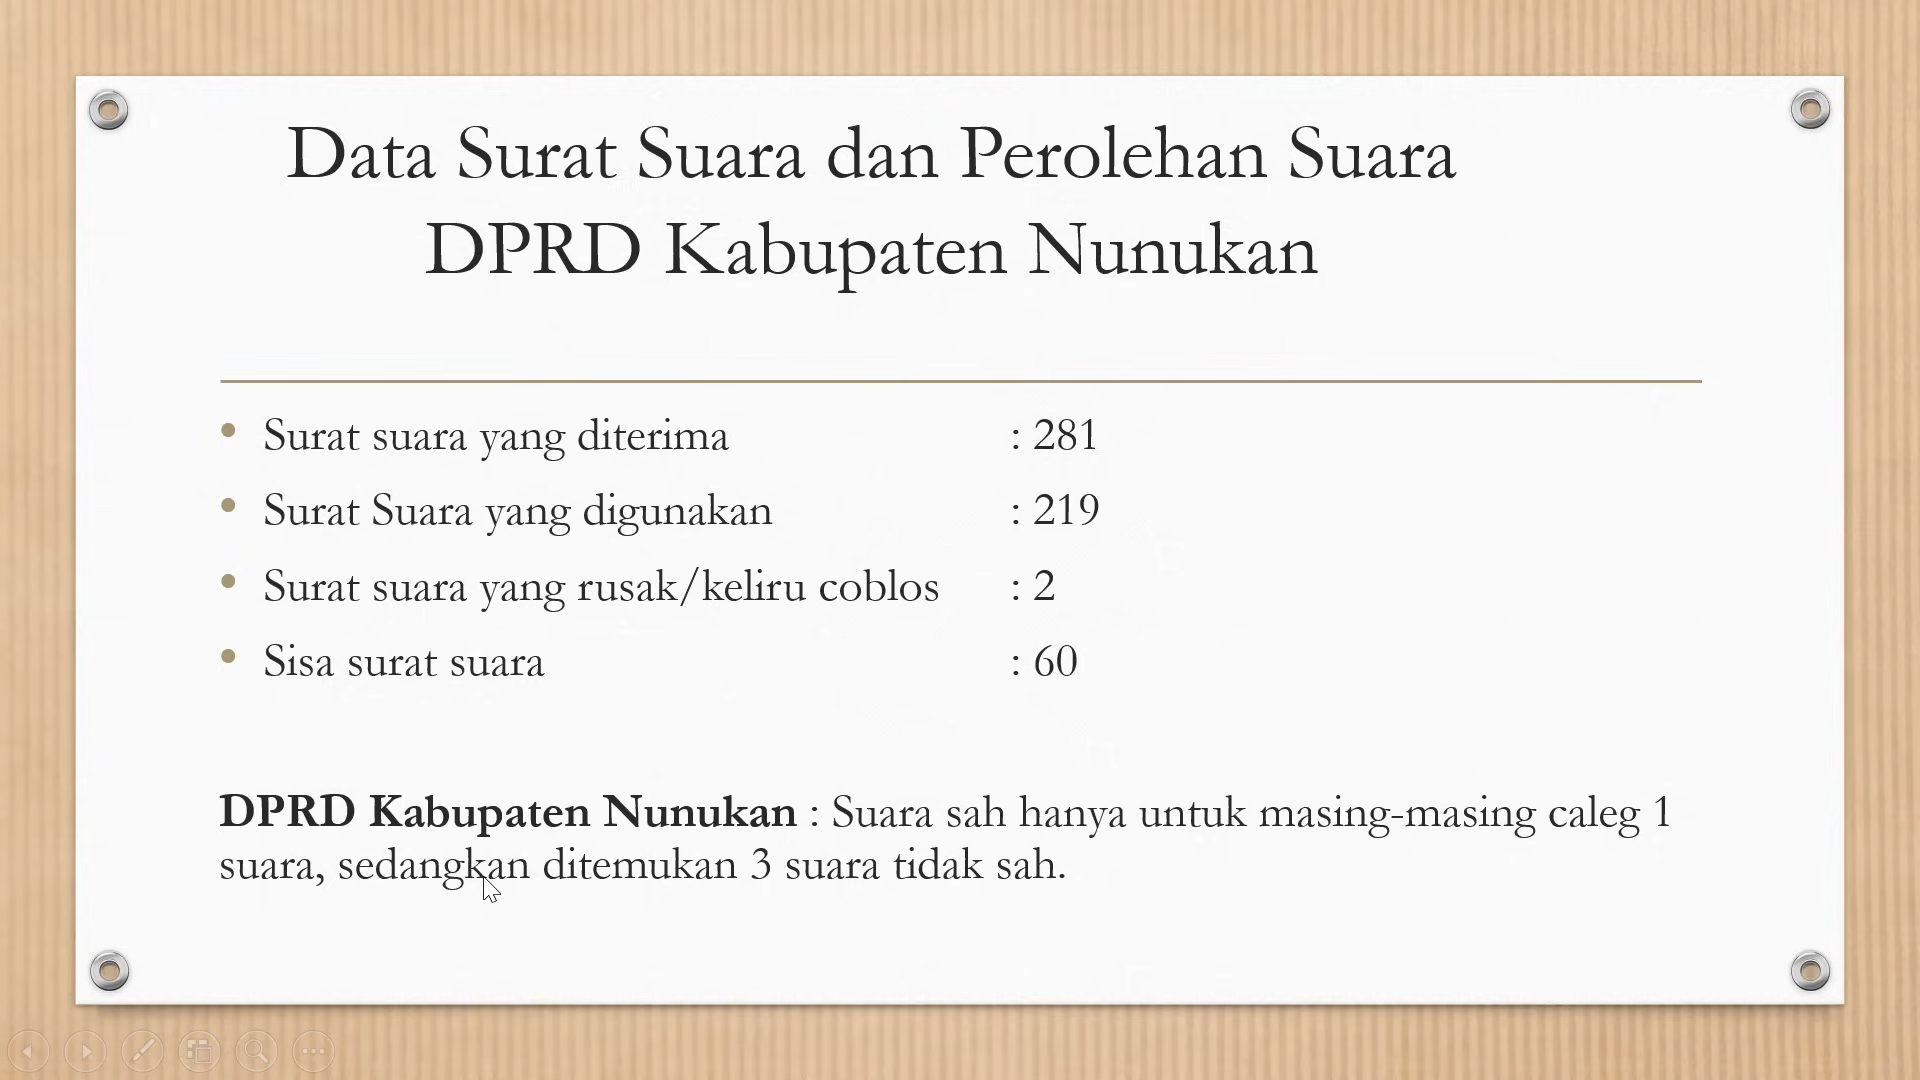 Data Surat Suara dan Perolehan Suara
DPRD Kabupaten Nunukan
• Surat suara yang diterima : 281
• Surat Suara yang digunakan : 219
• Surat suara yang rusak/keliru coblos : 2
• Sisa surat suara : 60
DPRD Kabupaten Nunukan : Suara sah hanya untuk masing-masing caleg 1
suara, sedangkan ditemukan 3 suara tidak sah.